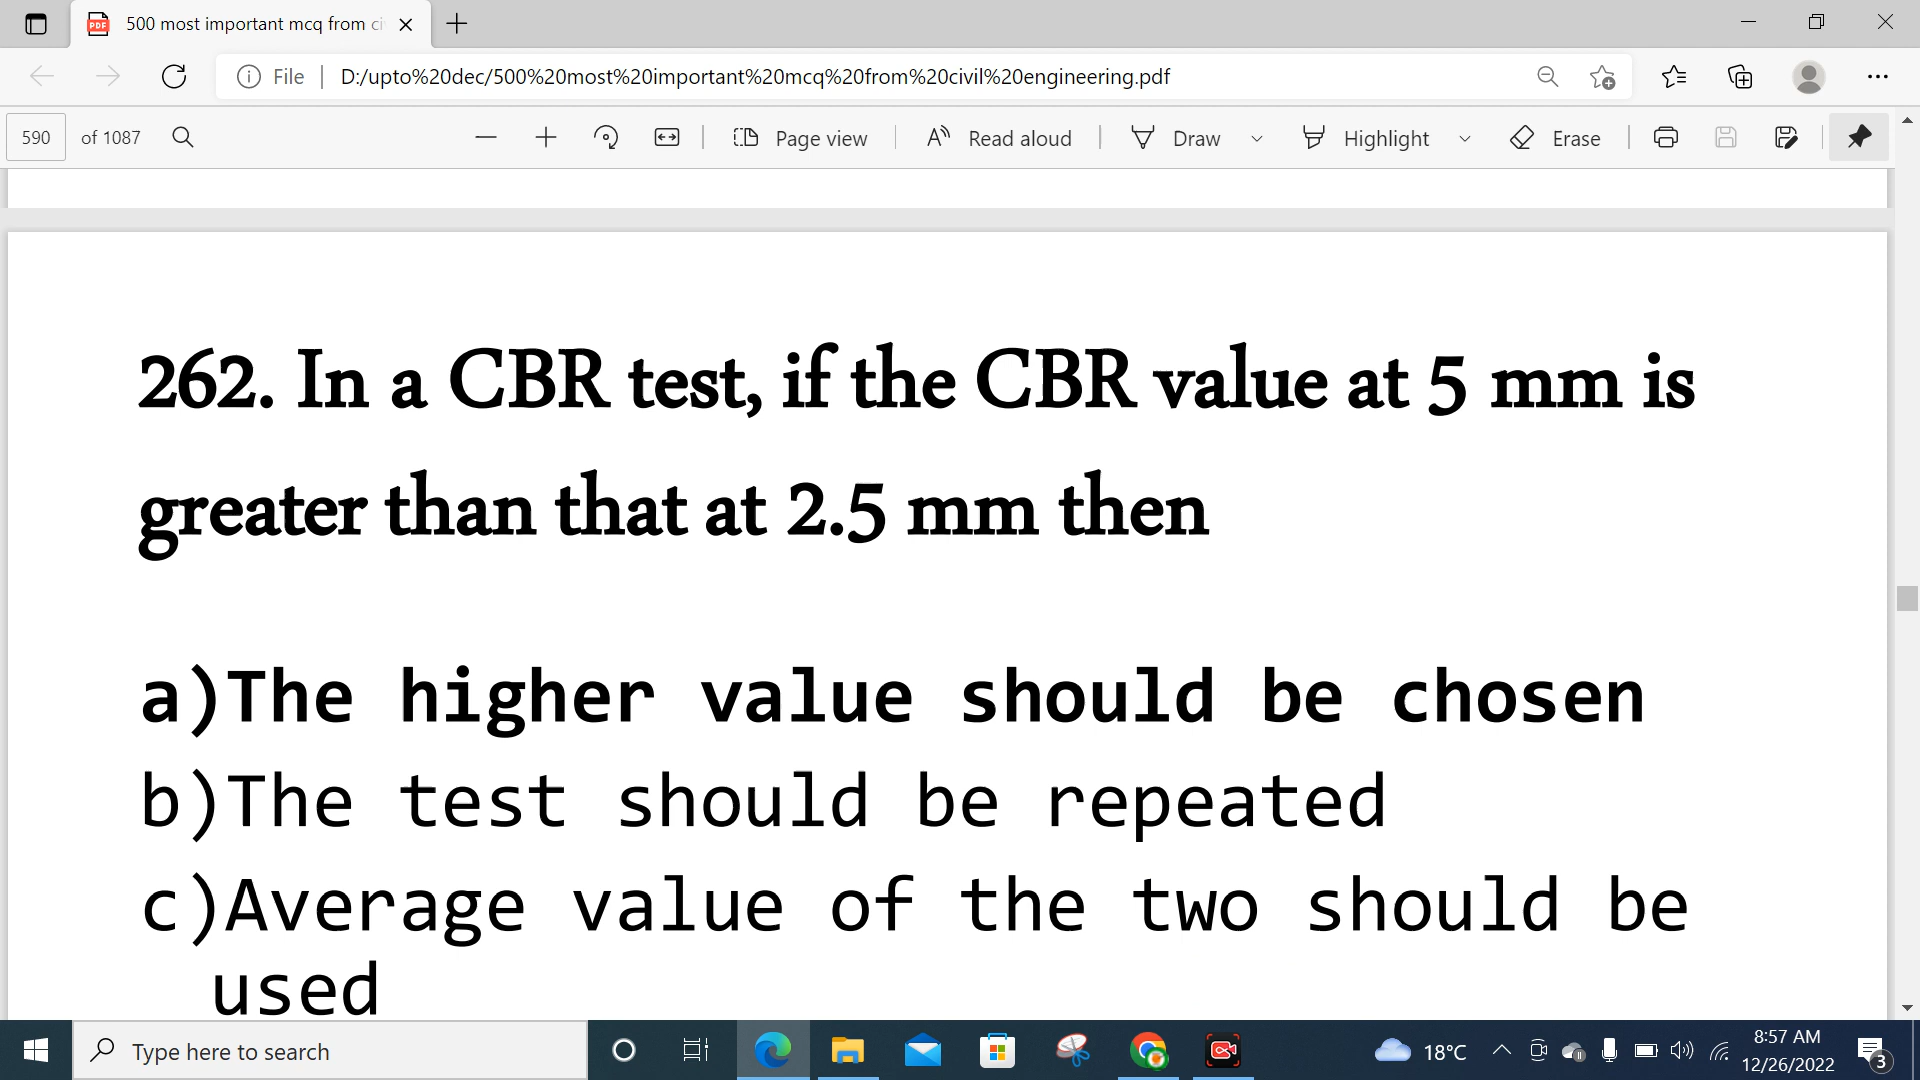 500 most important mcq from ci
File D:/upto%20dec/500%20most%20important%20mcq%20from%20civil%20engineering.pdf
590 of 1087 Page view Read aloud Draw Highlight Erase
262. In a CBR test, if the CBR value at 5 mm is
greater than that at 2.5 mm then
a)The higher value should be chosen
b)The test should be repeated
c)Average value of the two should be
used
Type here to search 18°C 8:57 AM
12/26/2022 3